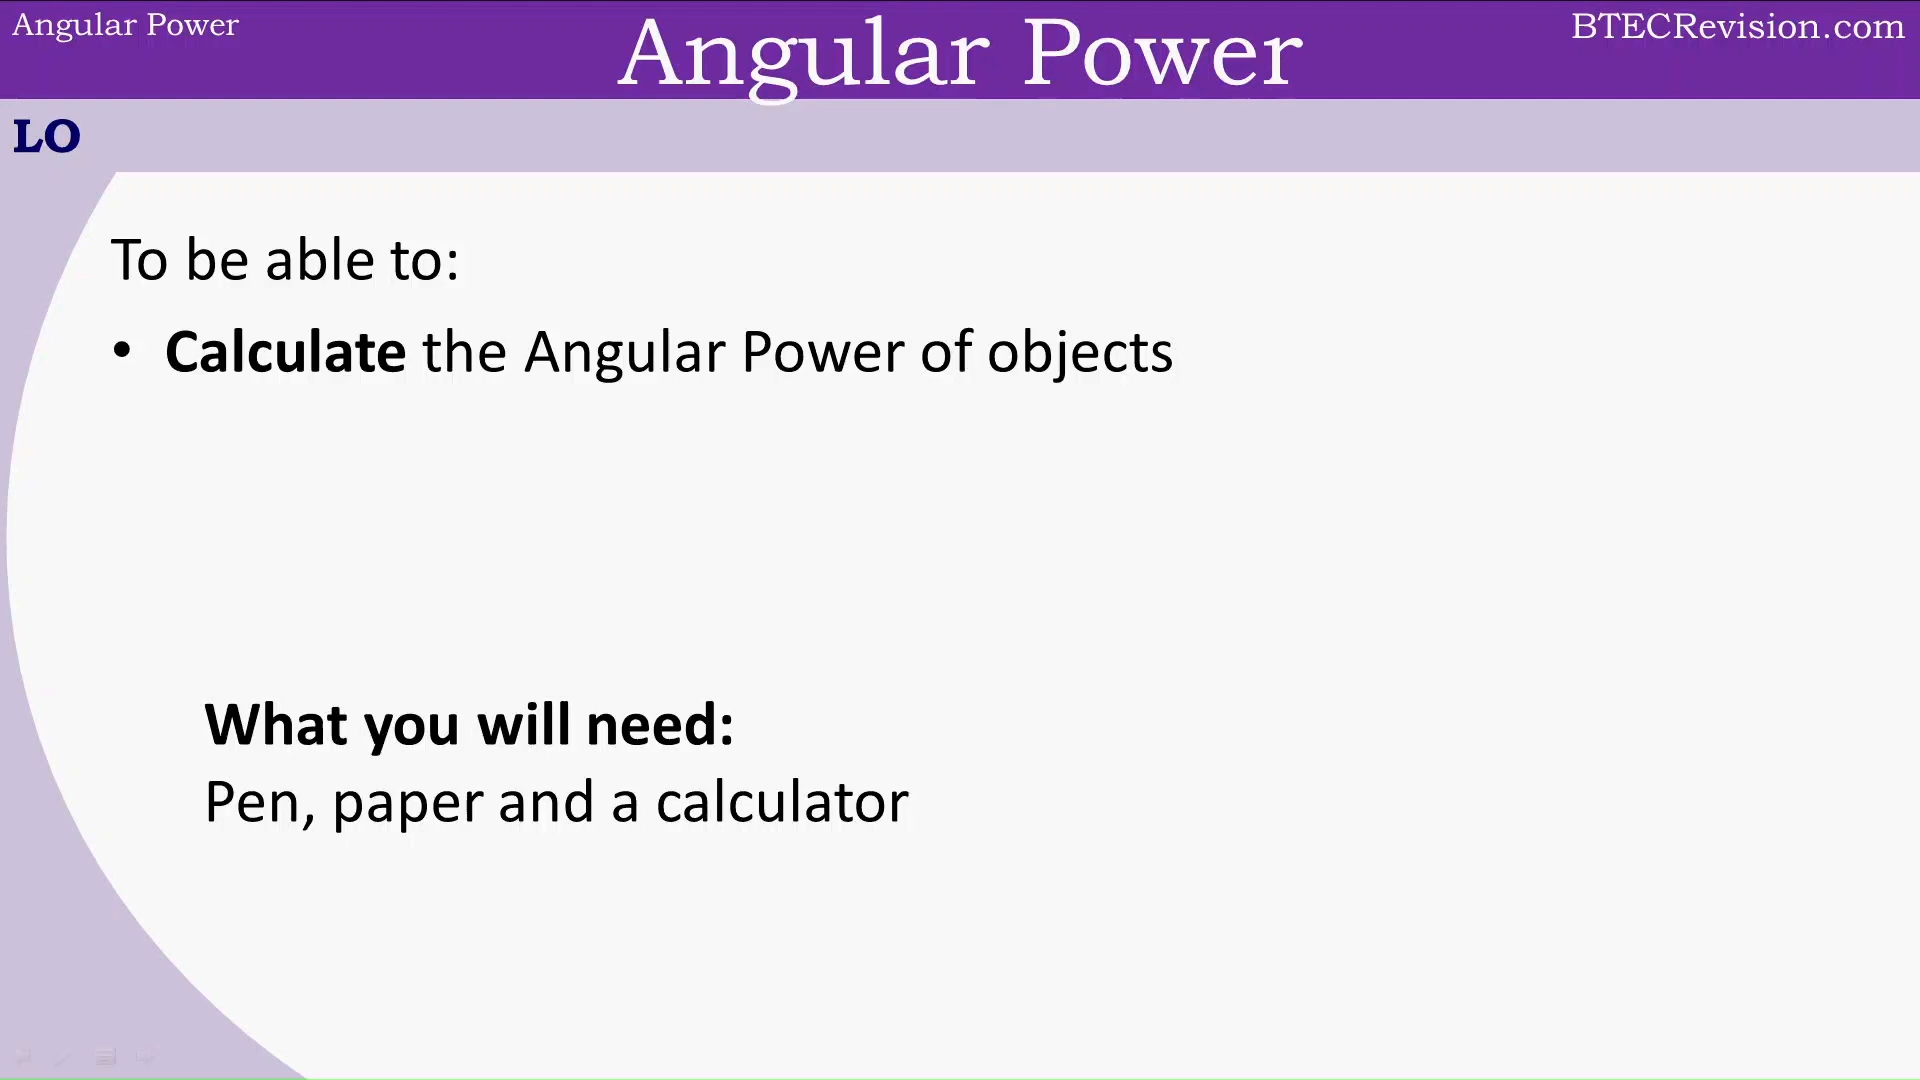 Angular Power
Angular Power
BTECRevision.com
LO
To be able to:
• Calculate the Angular Power of objects
What you will need:
Pen, paper and a calculator